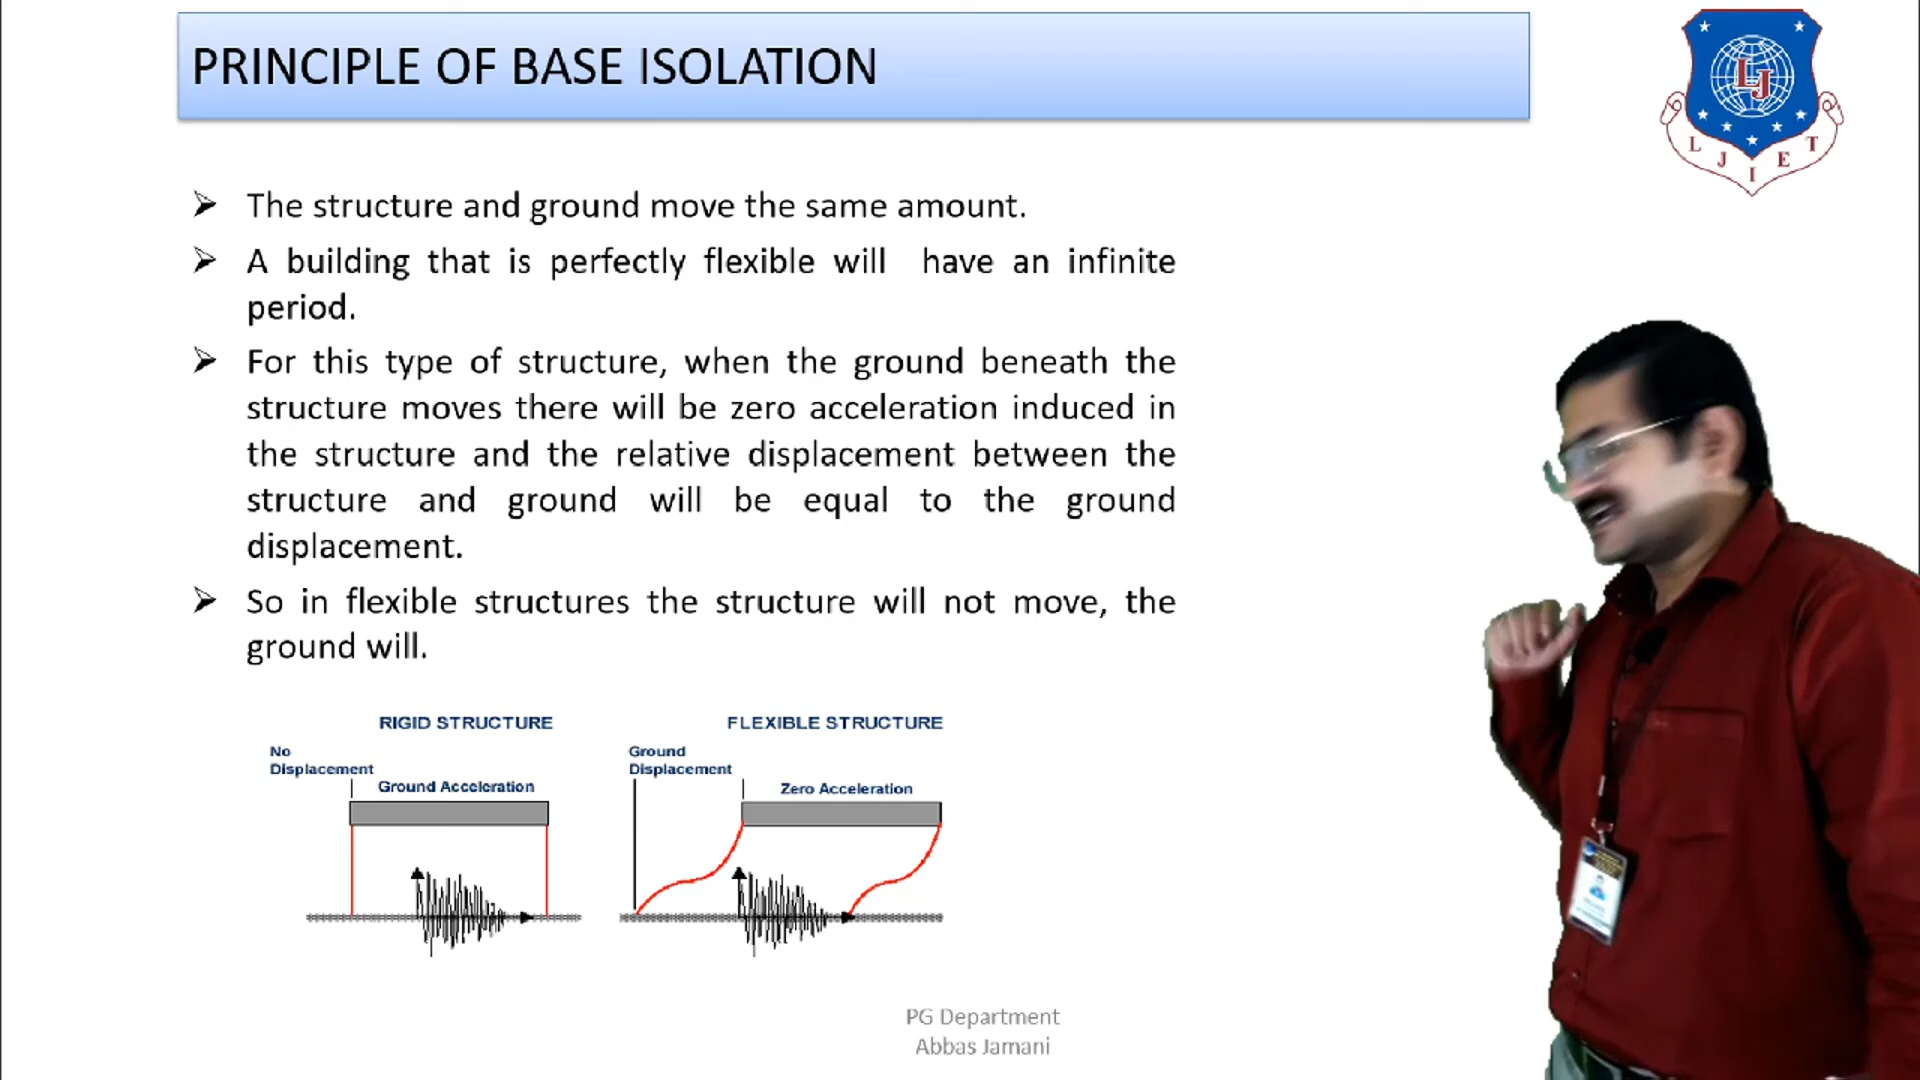 PRINCIPLE OF BASE ISOLATION
The structure and ground move the same amount.
A building that is perfectly flexible will have an infinite
period.
For this type of structure, when the ground beneath the
structure moves there will be zero acceleration induced in
the structure and the relative displacement between the
structure and ground will be equal to the ground
displacement.
So in flexible structures the structure will not move, the
ground will.
RIGID STRUCTURE
No
Displacement
Ground Acceleration
FLEXIBLE STRUCTURE
Ground
Displacement
Zero Acceleration
PG Department
Abbas Jamani
LJ
L J I E T